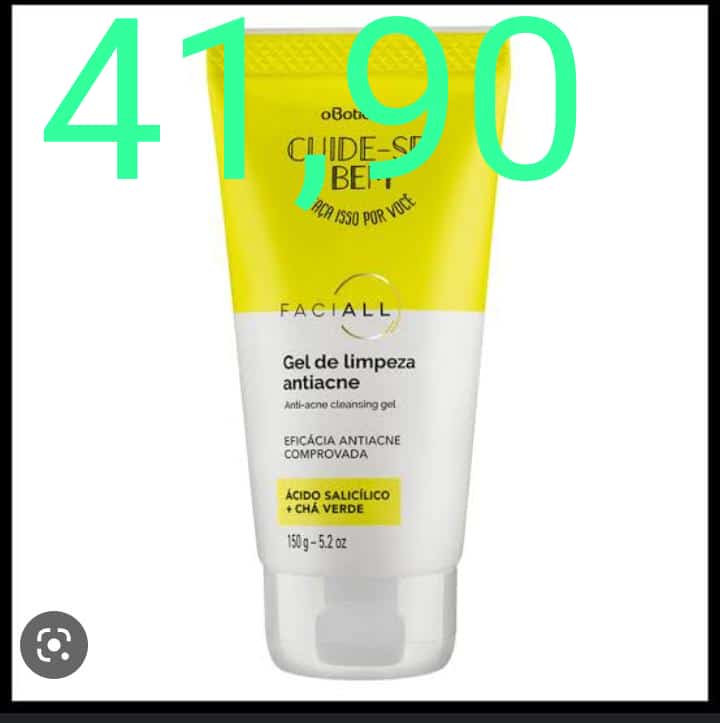 41,90
CUIDE-SE
BEM
FAÇA ISSO POR VOCÊ
FACIALL
Gel de limpeza
antiacne
Anti-acne cleansing gel
EFICÁCIA ANTIACNE
COMPROVADA
ÁCIDO SALICÍLICO
+ CHÁ VERDE
150 g – 5.2 oz